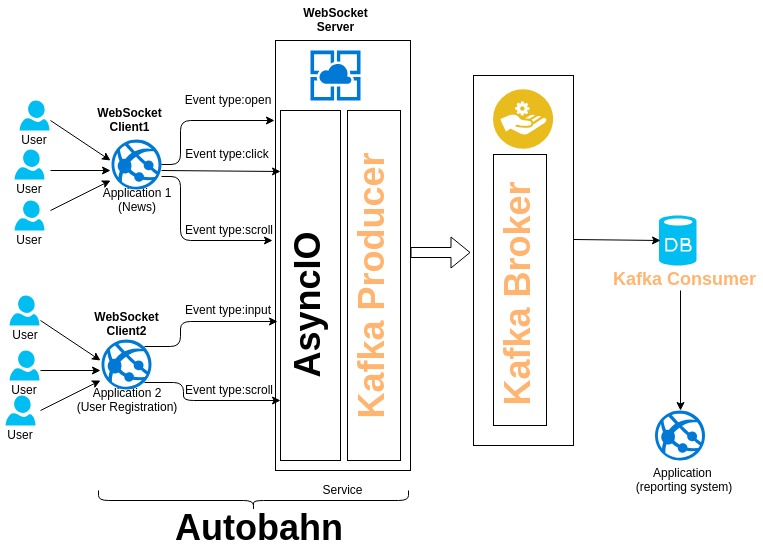 WebSocket
Server
Event type:open
WebSocket
Client1
User
Event type:click
User
Application 1
(News)
User
Event type:scroll
AsyncIO
Kafka Producer
Kafka Broker
DB
Kafka Consumer
WebSocket
Client2
Event type:input
User
User
Application 2
(User Registration)
User
Event type:scroll
Application
(reporting system)
Service
Autobahn